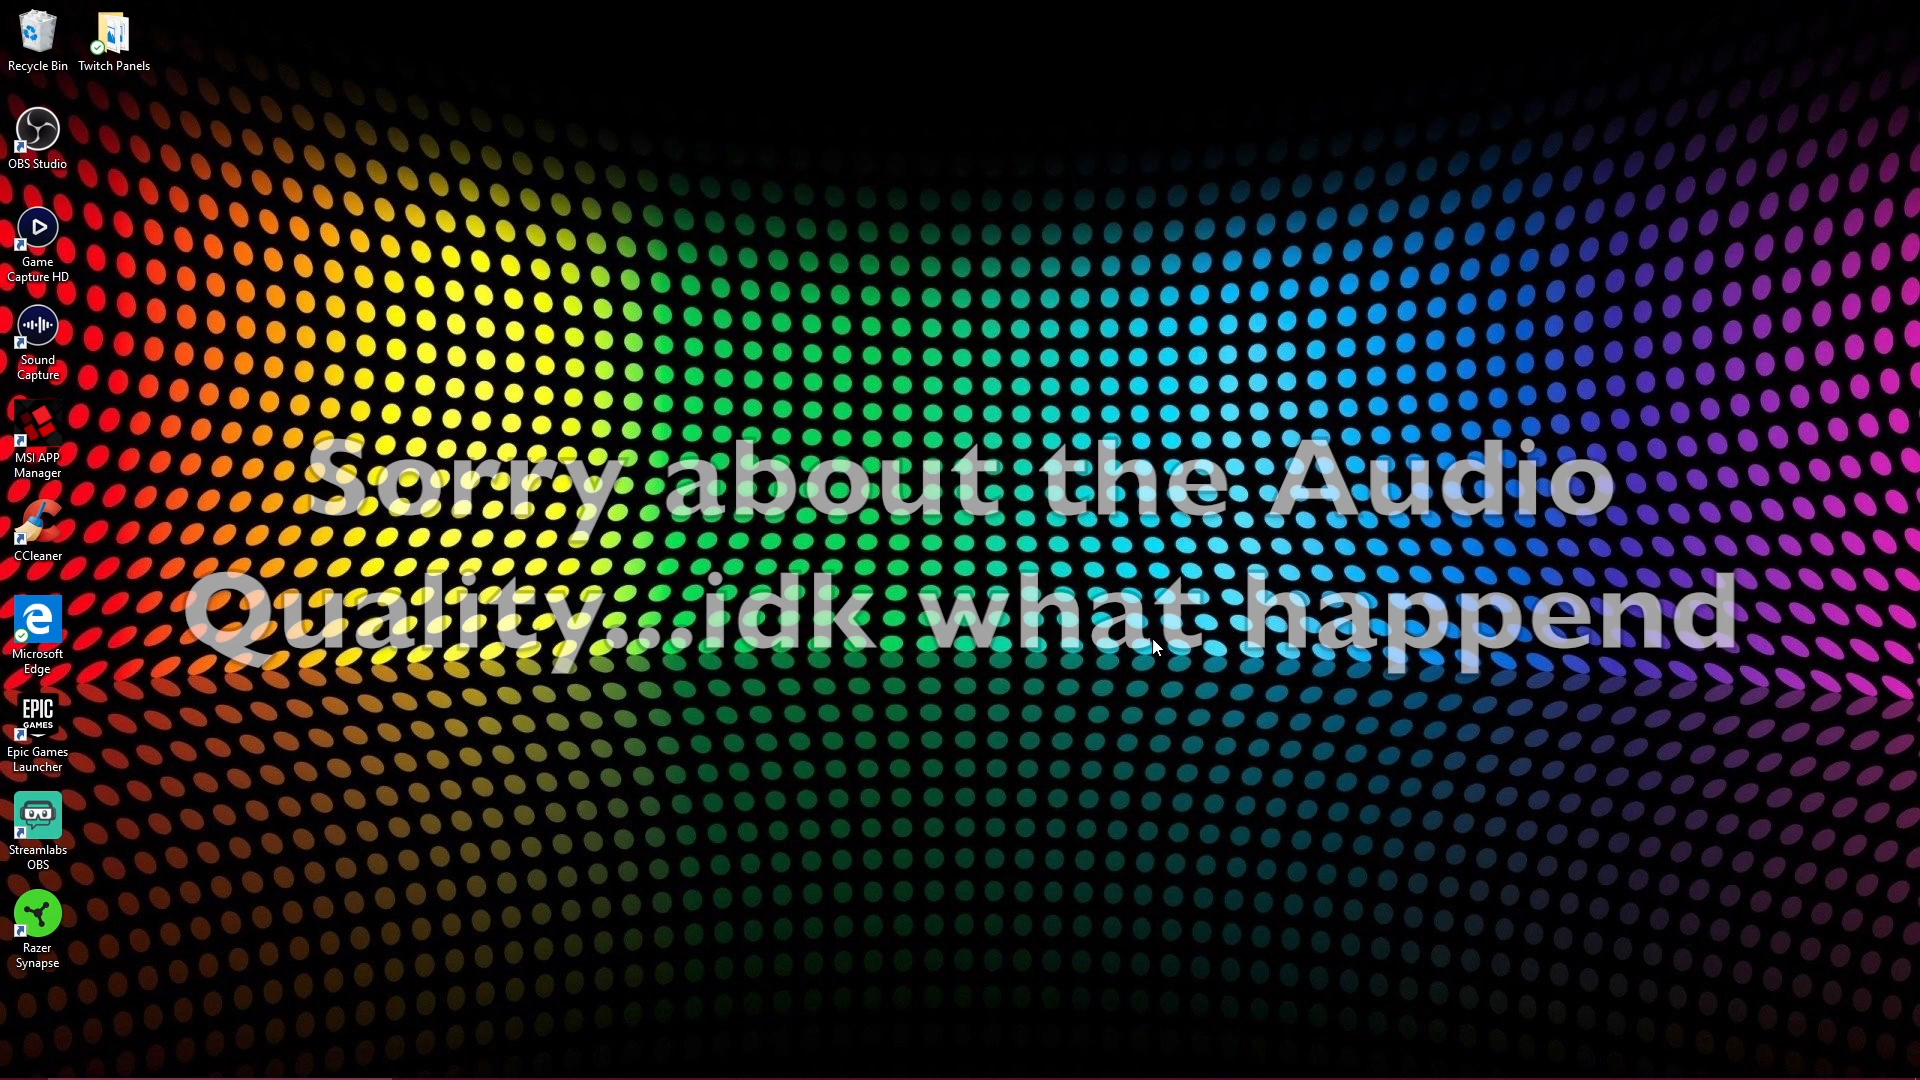 Recycle Bin
Twitch Panels
OBS Studio
Game
Capture HD
Sound
Capture
MSI APP
Manager
CCleaner
Microsoft
Edge
EPIC
GAMES
Epic Games
Launcher
Streamlabs
OBS
Razer
Synapse
Sorry about the Audio
Quality...idk what happend